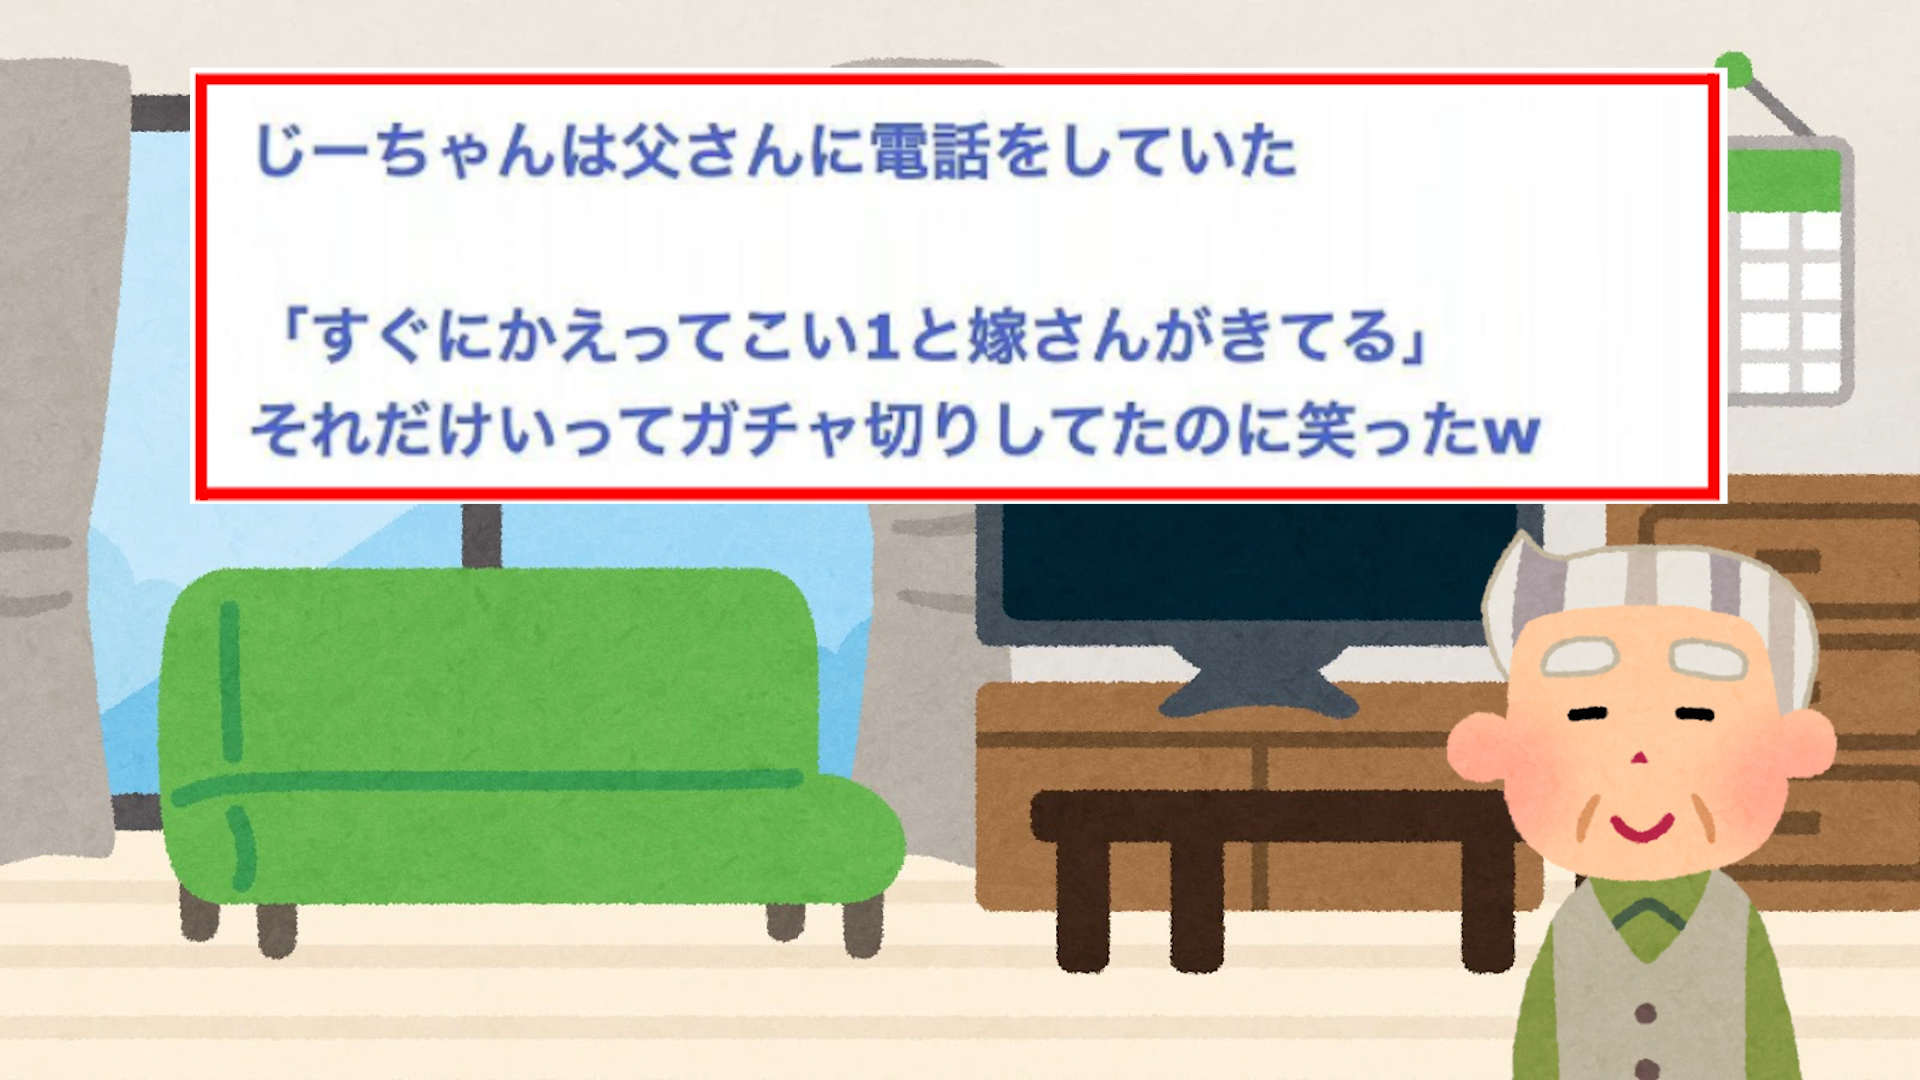 じーちゃんは父さんに電話をしていた
「すぐにかえってこい1と嫁さんがきてる」
それだけいってガチャ切りしてたのに笑ったw